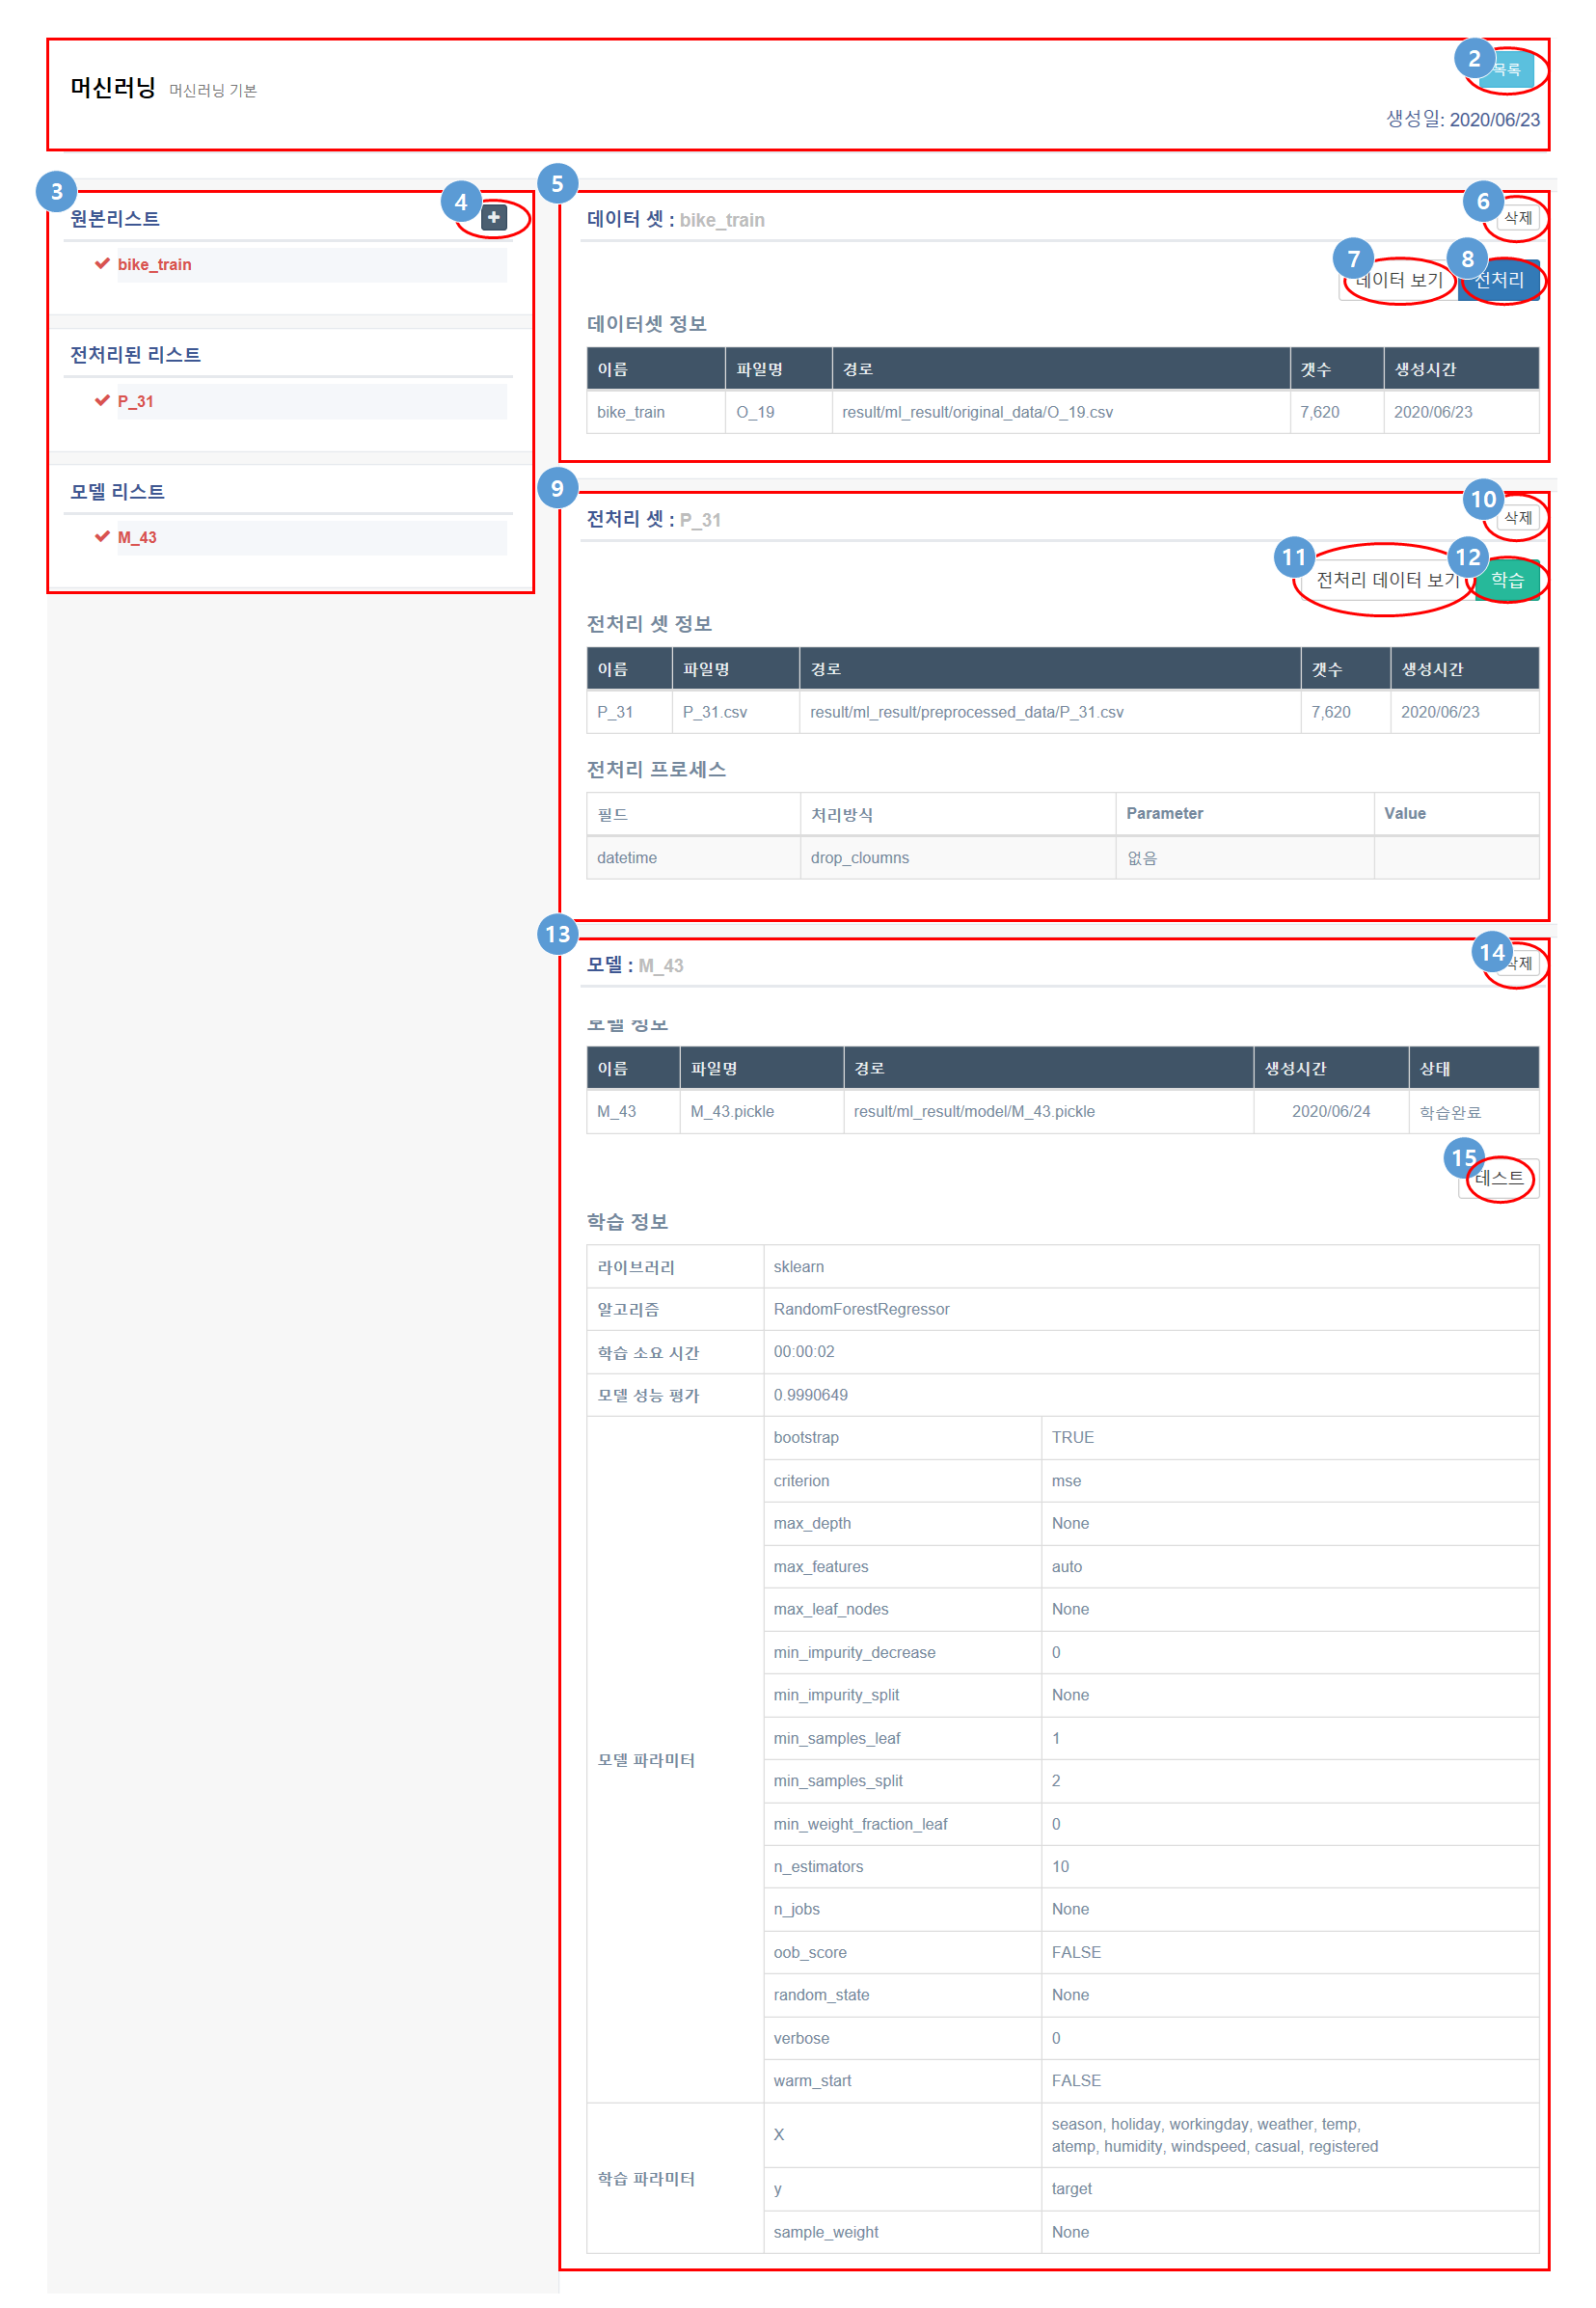 머신러닝 머신러닝 기본
2 목록
생성일: 2020/06/23
3
원본리스트
4
bike_train
전처리된 리스트
P_31
모델 리스트
M_43
5
데이터 셋 : bike_train
6 삭제
7 데이터 보기 8 전처리
데이터셋 정보
이름 파일명 경로 갯수 생성시간
bike_train O_19 result/ml_result/original_data/O_19.csv 7,620 2020/06/23
9
전처리 셋 : P_31
10 삭제
11 전처리 데이터 보기 12 학습
전처리 셋 정보
이름 파일명 경로 갯수 생성시간
P_31 P_31.csv result/ml_result/preprocessed_data/P_31.csv 7,620 2020/06/23
전처리 프로세스
필드 처리방식 Parameter Value
datetime drop_cloumns 없음
13
모델 : M_43
14 삭제
모델 정보
이름 파일명 경로 생성시간 상태
M_43 M_43.pickle result/ml_result/model/M_43.pickle 2020/06/24 학습완료
15 테스트
학습 정보
라이브러리 sklearn
알고리즘 RandomForestRegressor
학습 소요 시간 00:00:02
모델 성능 평가 0.9990649
모델 파라미터
bootstrap TRUE
criterion mse
max_depth None
max_features auto
max_leaf_nodes None
min_impurity_decrease 0
min_impurity_split None
min_samples_leaf 1
min_samples_split 2
min_weight_fraction_leaf 0
n_estimators 10
n_jobs None
oob_score FALSE
random_state None
verbose 0
warm_start FALSE
학습 파라미터
X season, holiday, workingday, weather, temp,
atemp, humidity, windspeed, casual, registered
y target
sample_weight None